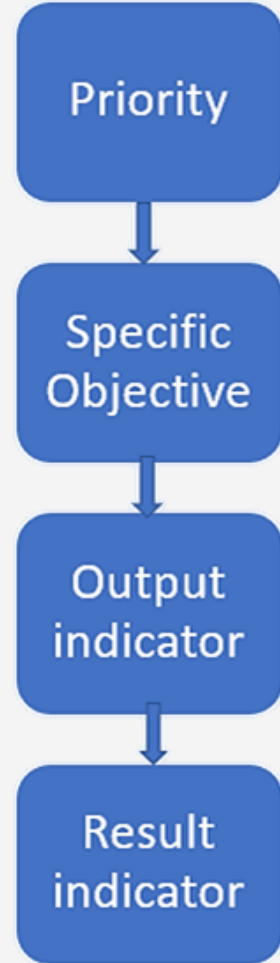 Priority
Specific
Objective
Output
indicator
Result
indicator